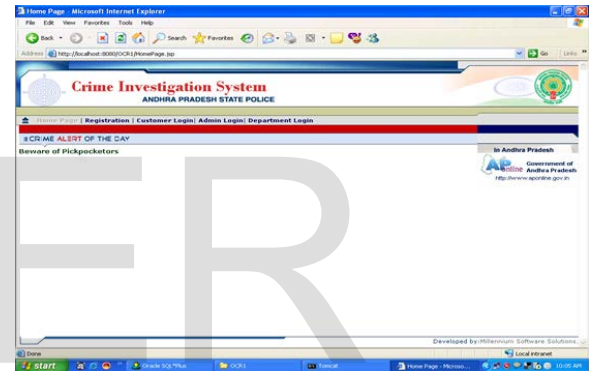 Home Page - Microsoft Internet Explorer
File Edit View Favorites Tools Help
Back Search Favorites
Address http://localhost:8080/OCR1/HomePage.jsp Go Links
Crime Investigation System
ANDHRA PRADESH STATE POLICE
Home Page | Registration | Customer Login| Admin Login| Department Login
CRIME ALERT OF THE DAY
Beware of Pickpocketors
In Andhra Pradesh
AP online Government of
Andhra Pradesh
http://www.aponline.gov.in
ER
Developed by:Millennium Software Solutions.
Done Local intranet
start Oracle SQL*Plus OCR1 Tomcat Home Page - Microso... 10:05 AM